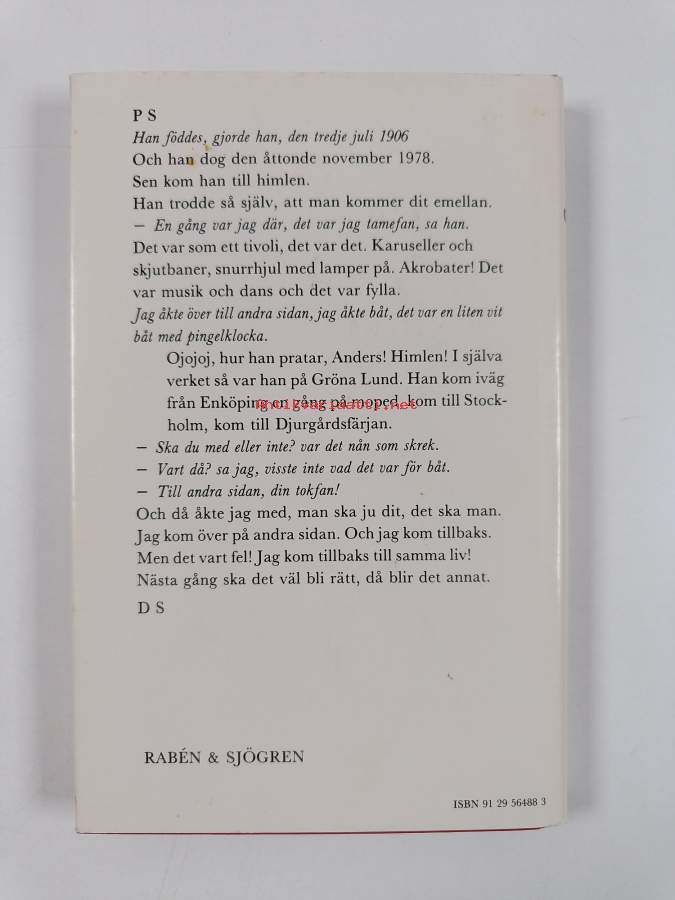 P S
Han föddes, gjorde han, den tredje juli 1906
Och han dog den åttonde november 1978.
Sen kom han till himlen.
Han trodde så själv, att man kommer dit emellan.
— En gång var jag där, det var jag tamefan, sa han.
Det var som ett tivoli, det var det. Karuseller och
skjutbaner, snurrhjul med lamper på. Akrobater! Det
var musik och dans och det var fylla.
Jag åkte över till andra sidan, jag åkte båt, det var en liten vit
båt med pingelklocka.
Ojojoj, hur han pratar, Anders! Himlen! I själva
verket så var han på Gröna Lund. Han kom iväg
från Enköping en gång på moped, kom till Stock-
antikvariaatti.net
holm, kom till Djurgårdsfärjan.
— Ska du med eller inte? var det nån som skrek.
— Vart då? sa jag, visste inte vad det var för båt.
— Till andra sidan, din tokfan!
Och då åkte jag med, man ska ju dit, det ska man.
Jag kom över på andra sidan. Och jag kom tillbaks.
Men det vart fel! Jag kom tillbaks till samma liv!
Nästa gång ska det väl bli rätt, då blir det annat.
D S
RABÉN & SJÖGREN
ISBN 91 29 56488 3